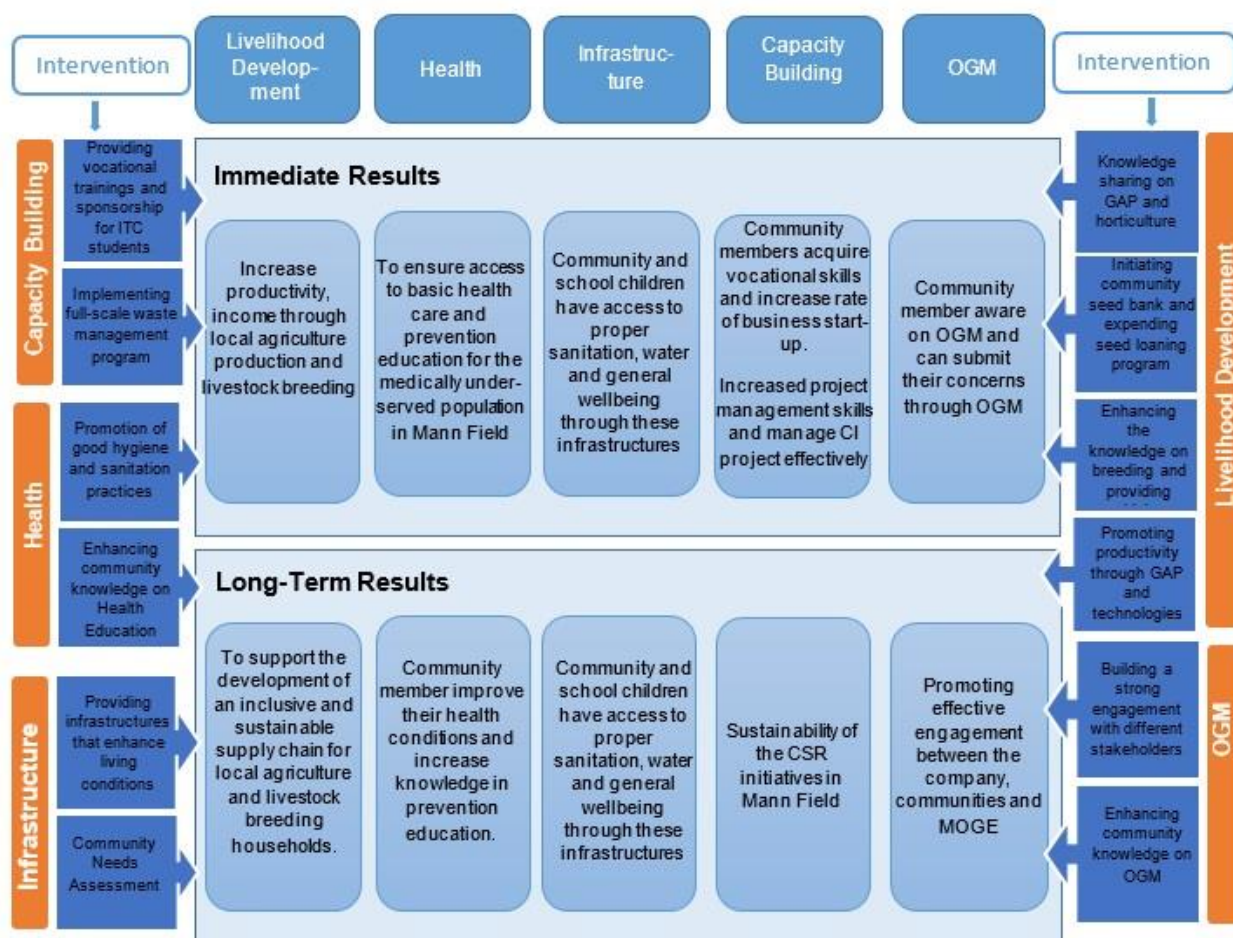 Intervention
Livelihood
Develop-
ment
Health
Infrastruc-
ture
Capacity
Building
OGM
Intervention
Capacity Building
Providing
vocational
trainings and
sponsorship
for ITC
students
Implementing
full-scale waste
management
program
Health
Promotion of
good hygiene
and sanitation
practices
Enhancing
community
knowledge on
Health
Education
Infrastructure
Providing
infrastructures
that enhance
living
conditions
Community
Needs
Assessment
Immediate Results
Increase
productivity,
income through
local agriculture
production and
livestock breeding
To ensure access
to basic health
care and
prevention
education for the
medically under-
served population
in Mann Field
Community and
school children
have access to
proper
sanitation, water
and general
wellbeing
through these
infrastructures
Community
members acquire
vocational skills
and increase rate
of business start-
up.
Increased project
management skills
and manage CI
project effectively
Community
member aware
on OGM and
can submit
their concerns
through OGM
Long-Term Results
To support the
development of
an inclusive and
sustainable
supply chain for
local agriculture
and livestock
breeding
households.
Community
member improve
their health
conditions and
increase
knowledge in
prevention
education.
Community and
school children
have access to
proper
sanitation, water
and general
wellbeing
through these
infrastructures
Sustainability of
the CSR
initiatives in
Mann Field
Promoting
effective
engagement
between the
company,
communities and
MOGE
Knowledge
sharing on
GAP and
horticulture
Initiating
community
seed bank and
expending
seed loaning
program
Enhancing
the
knowledge on
breeding and
providing
Promoting
productivity
through GAP
and
technologies
Livelihood Development
Building a
strong
engagement
with different
stakeholders
Enhancing
community
knowledge on
OGM
OGM